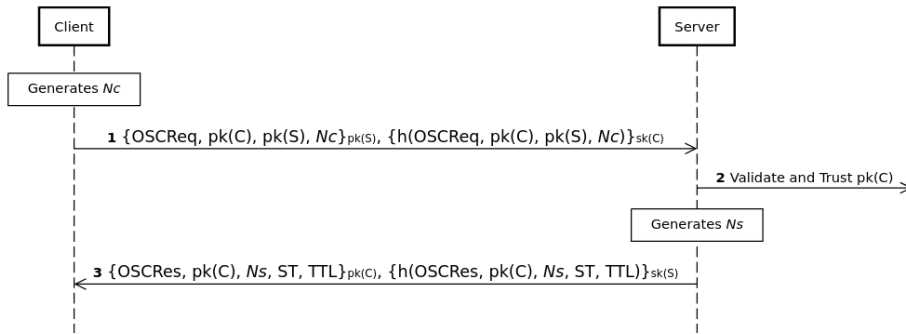 Client
Server
Generates Nc
1 {OSCReq, pk(C), pk(S), Nc}pk(S), {h(OSCReq, pk(C), pk(S), Nc)}sk(C)
2 Validate and Trust pk(C)
Generates Ns
3 {OSCRes, pk(C), Ns, ST, TTL}pk(C), {h(OSCRes, pk(C), Ns, ST, TTL)}sk(S)